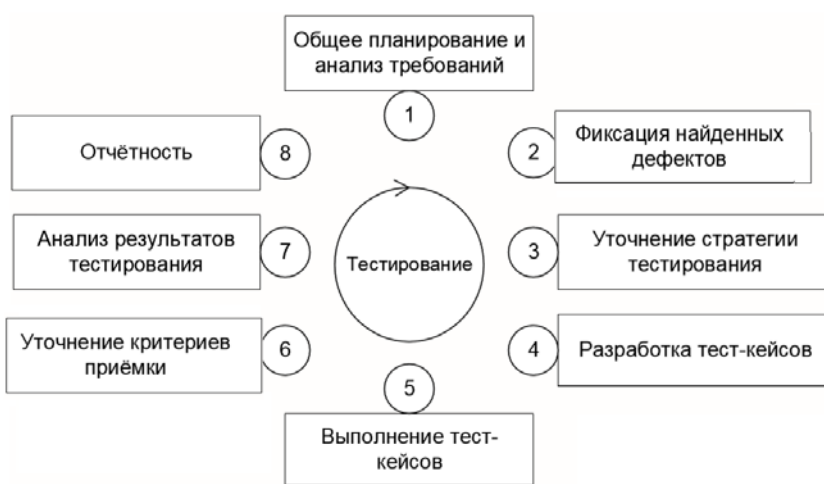 Общее планирование и
анализ требований
1
2
Фиксация найденных
дефектов
3
Уточнение стратегии
тестирования
4
Разработка тест-кейсов
5
Выполнение тест-
кейсов
6
Уточнение критериев
приёмки
7
Анализ результатов
тестирования
8
Отчётность
Тестирование